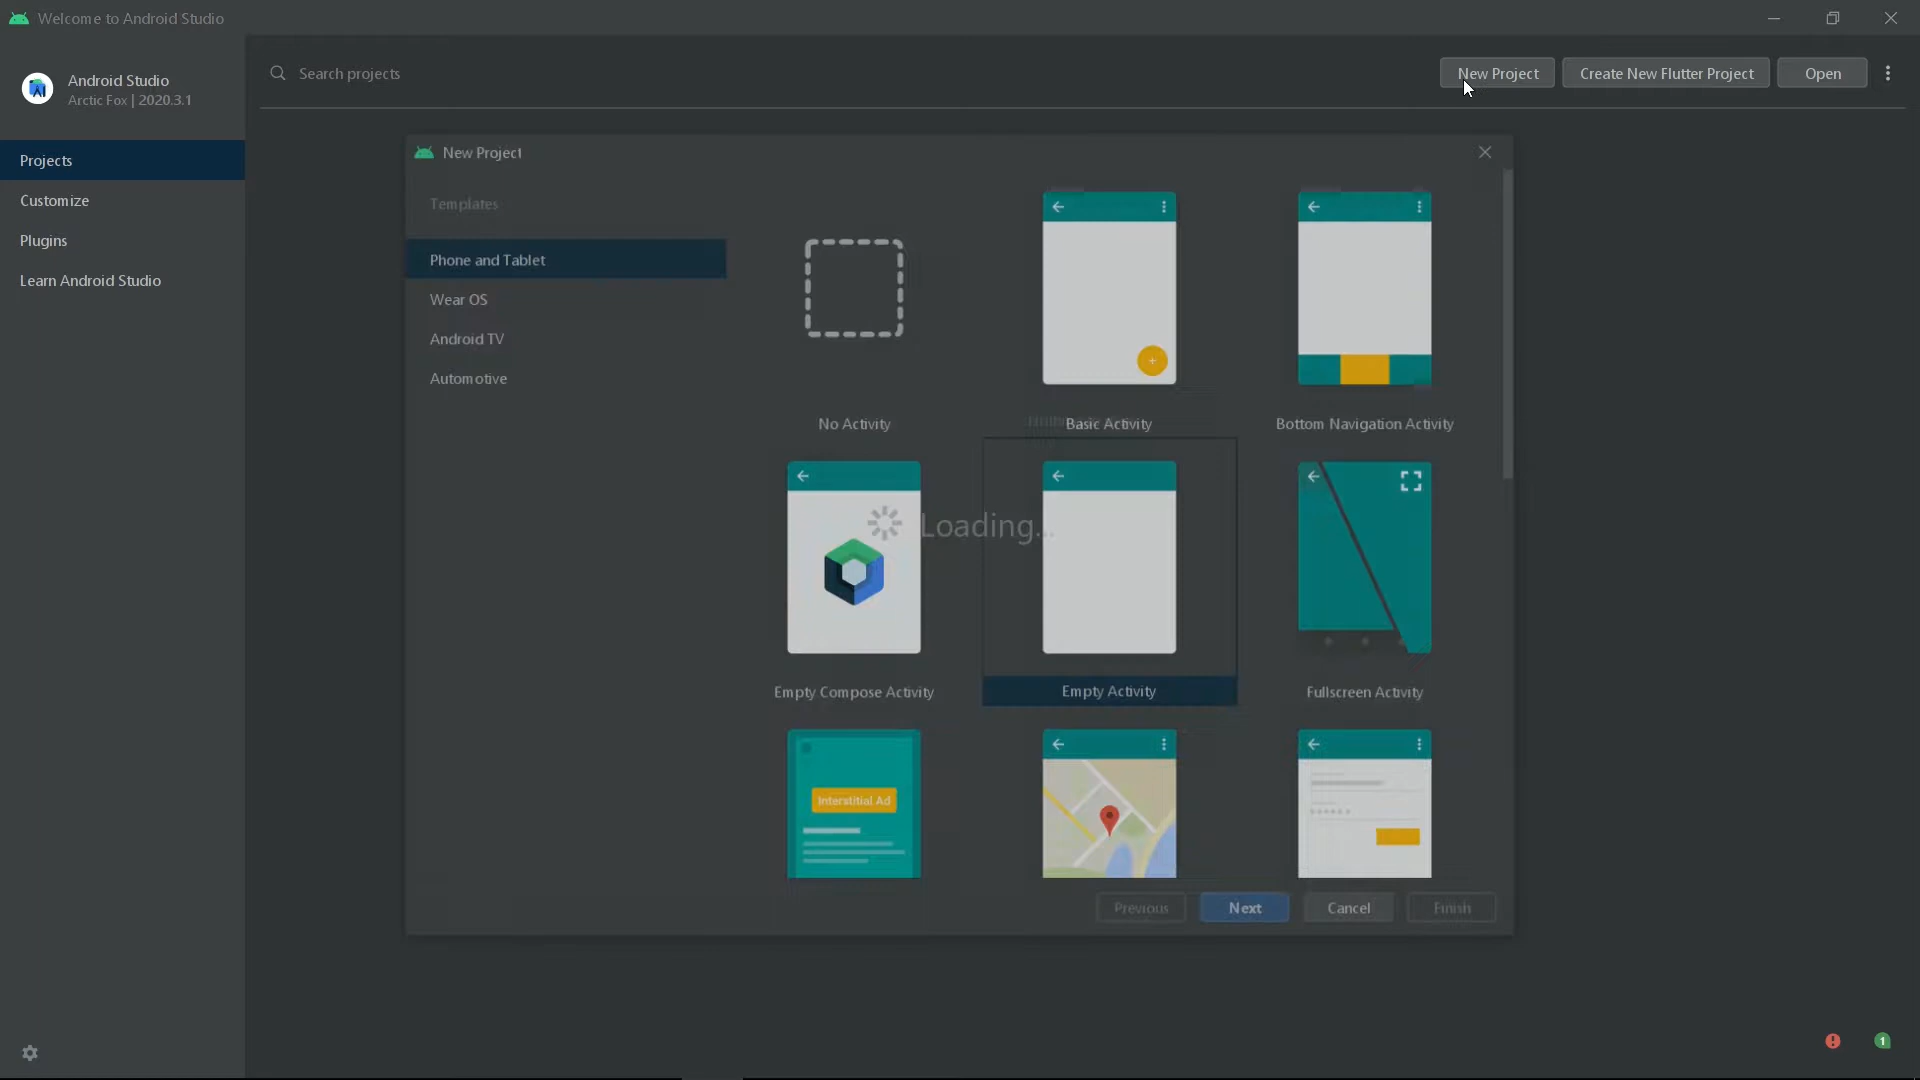 Welcome to Android Studio
Android Studio
Arctic Fox | 2020.3.1
Search projects
New Project
Create New Flutter Project
Open
Projects
Customize
Plugins
Learn Android Studio
New Project
Templates
Phone and Tablet
Wear OS
Android TV
Automotive
No Activity
Basic Activity
Bottom Navigation Activity
Loading...
Empty Compose Activity
Empty Activity
Fullscreen Activity
Interstitial Ad
Previous
Next
Cancel
Finish
1